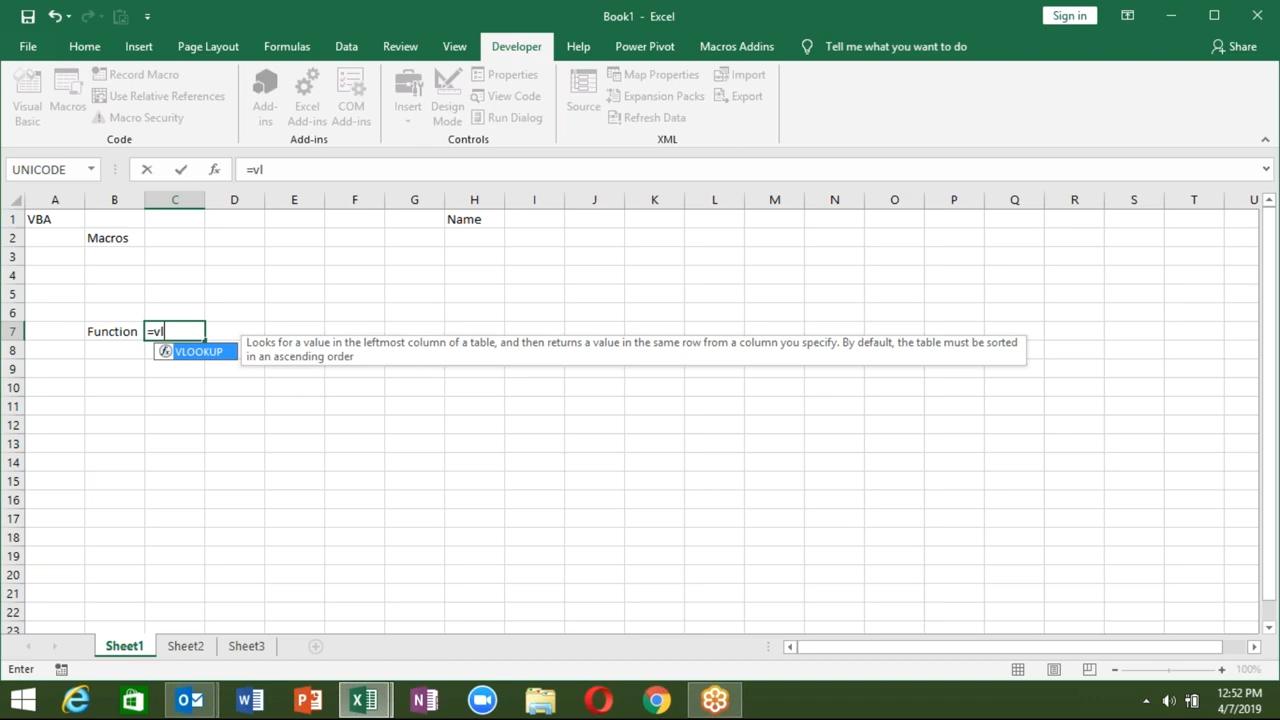 Book1 - Excel
Sign in
File Home Insert Page Layout Formulas Data Review View Developer Help Power Pivot Macros Addins Tell me what you want to do Share
Visual Basic
Macros
Record Macro
Use Relative References
Macro Security
Code
Add-ins
Excel Add-ins
COM Add-ins
Add-ins
Insert
Design Mode
Properties
View Code
Run Dialog
Controls
Source
Map Properties
Expansion Packs
Refresh Data
Import
Export
XML
UNICODE fx =vl
A B C D E F G H I J K L M N O P Q R S T U
1 VBA Name
2 Macros
3
4
5
6
7 Function =vl
8 VLOOKUP
Looks for a value in the leftmost column of a table, and then returns a value in the same row from a column you specify. By default, the table must be sorted
in an ascending order
9
10
11
12
13
14
15
16
17
18
19
20
21
22
23
Sheet1 Sheet2 Sheet3
Enter 100%
12:52 PM
4/7/2019